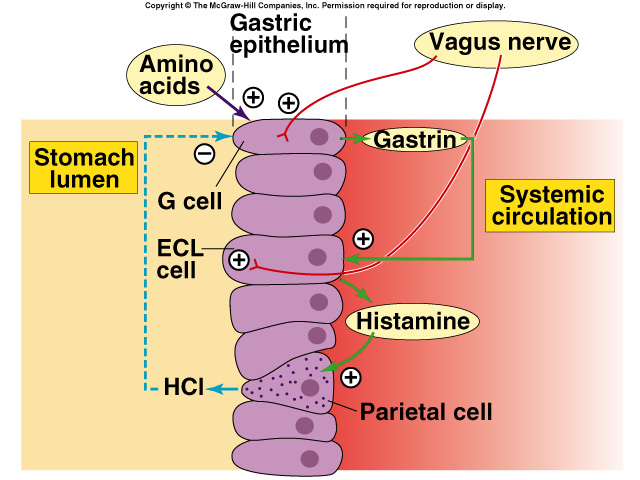 Copyright © The McGraw-Hill Companies, Inc. Permission required for reproduction or display.
Gastric
epithelium
Vagus nerve
Amino
acids
+
+
−
Gastrin
Stomach
lumen
G cell
Systemic
circulation
ECL
cell
+
+
Histamine
HCl
+
Parietal cell